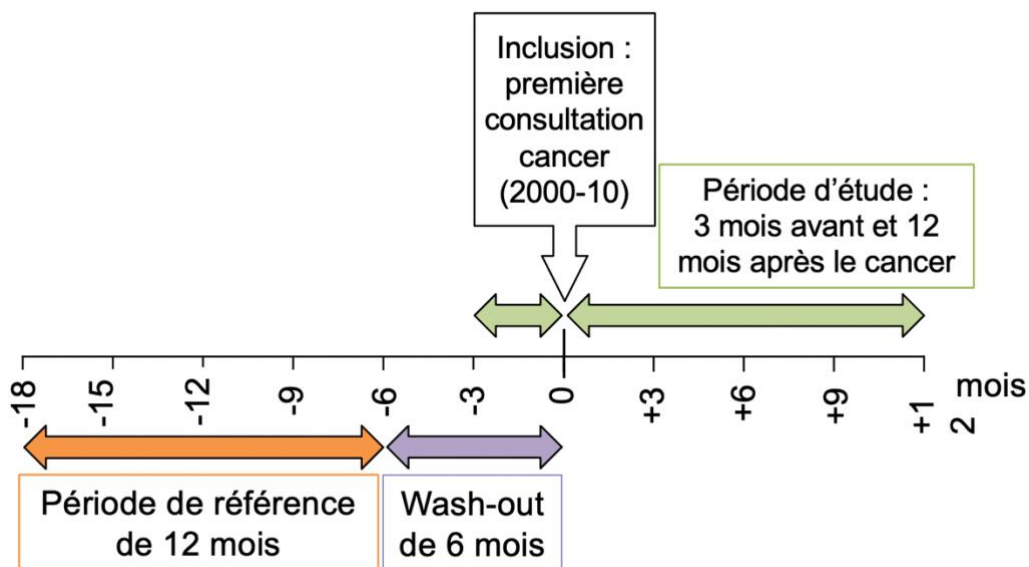 Inclusion :
première
consultation
cancer
(2000-10)
Période d'étude :
3 mois avant et 12
mois après le cancer
-18
-15
-12
-9
-6
-3
0
+3
+6
+9
+1
2
mois
Période de référence
de 12 mois
Wash-out
de 6 mois